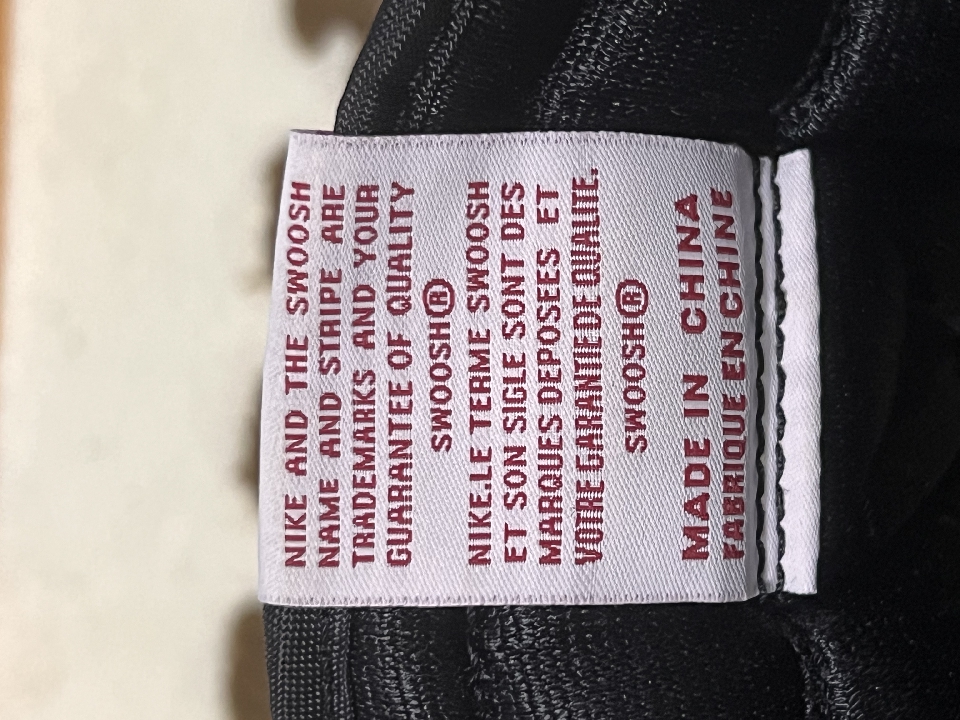 NIKE AND THE SWOOSH
NAME AND STRIPE ARE
TRADEMARKS AND YOUR
GUARANTEE OF QUALITY
SWOOSH®
NIKE.LE TERME SWOOSH
ET SON SIGLE SONT DES
MARQUES DEPOSEES ET
VOTRE GARANTIE DE QUALITE.
SWOOSH®
MADE IN CHINA
FABRIQUE EN CHINE